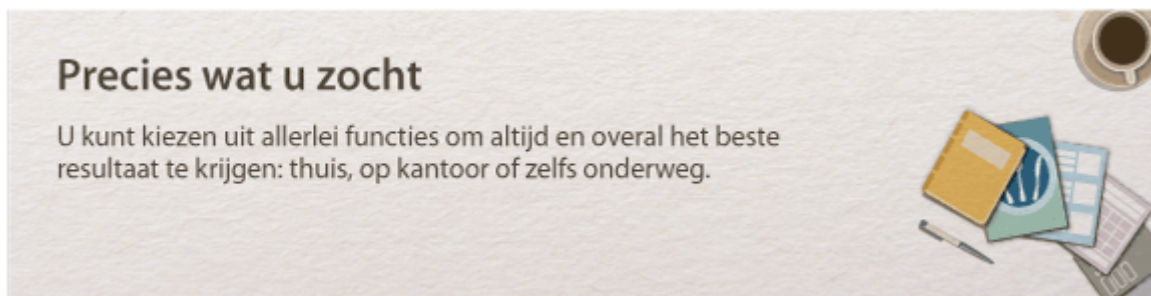 Precies wat u zocht
U kunt kiezen uit allerlei functies om altijd en overal het beste
resultaat te krijgen: thuis, op kantoor of zelfs onderweg.